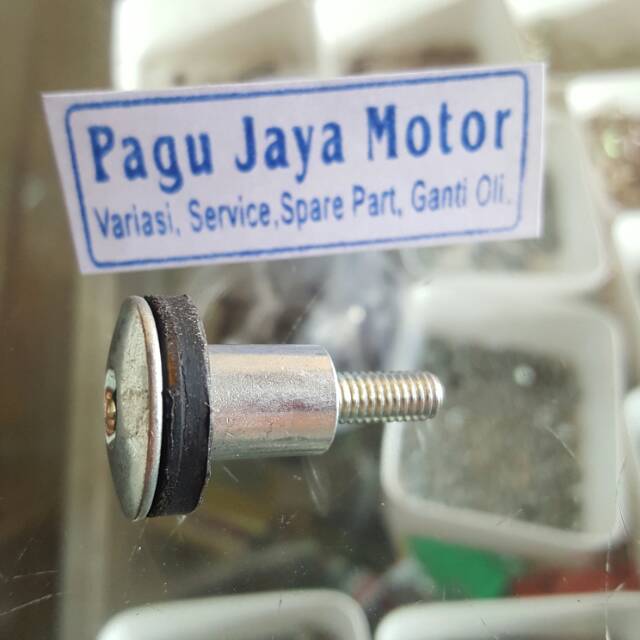 Pagu Jaya Motor
Variasi, Service,Spare Part, Ganti Oli.